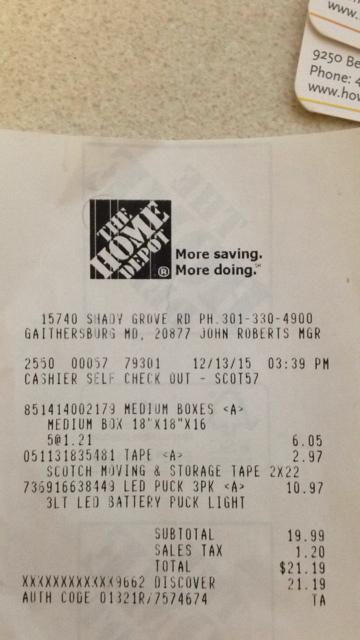 www.
9250 Be
Phone: 4
www.how
THE
HOME
DEPOT
®
More saving.
More doing.℠
15740 SHADY GROVE RD PH.301-330-4900
GAITHERSBURG MD, 20877 JOHN ROBERTS MGR
2550 00057 79301 12/13/15 03:39 PM
CASHIER SELF CHECK OUT - SCOT57
851414002179 MEDIUM BOXES <A>
MEDIUM BOX 18"X18"X16
5@1.21 6.05
051131835481 TAPE <A> 2.97
SCOTCH MOVING & STORAGE TAPE 2X22
736916638449 LED PUCK 3PK <A> 10.97
3LT LED BATTERY PUCK LIGHT
SUBTOTAL 19.99
SALES TAX 1.20
TOTAL $21.19
XXXXXXXXXXXX9662 DISCOVER 21.19
AUTH CODE 01321R/7574674 TA